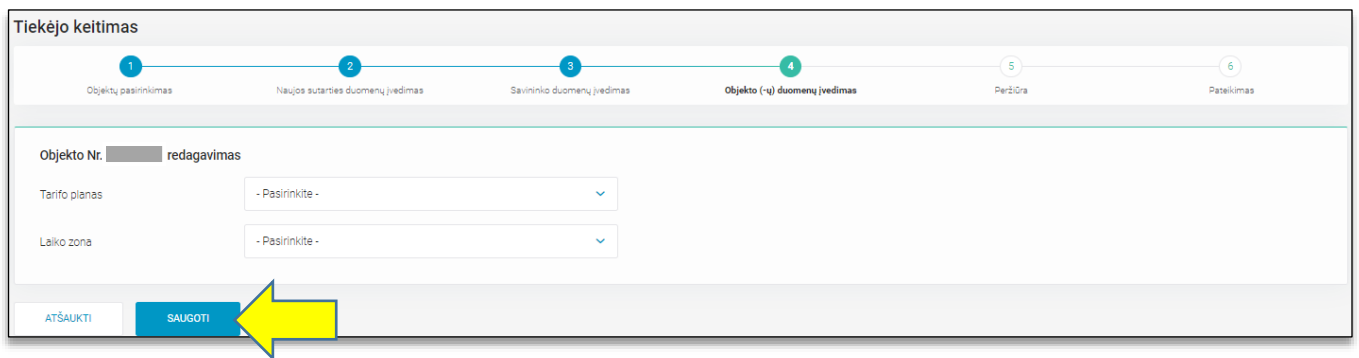 Tiekėjo keitimas
1 2 3 4 5 6
Objektų pasirinkimas Naujos sutarties duomenų įvedimas Savininko duomenų įvedimas Objekto (-ų) duomenų įvedimas Peržiūra Pateikimas
Objekto Nr. redagavimas
Tarifo planas - Pasirinkite -
Laiko zona - Pasirinkite -
ATŠAUKTI SAUGOTI